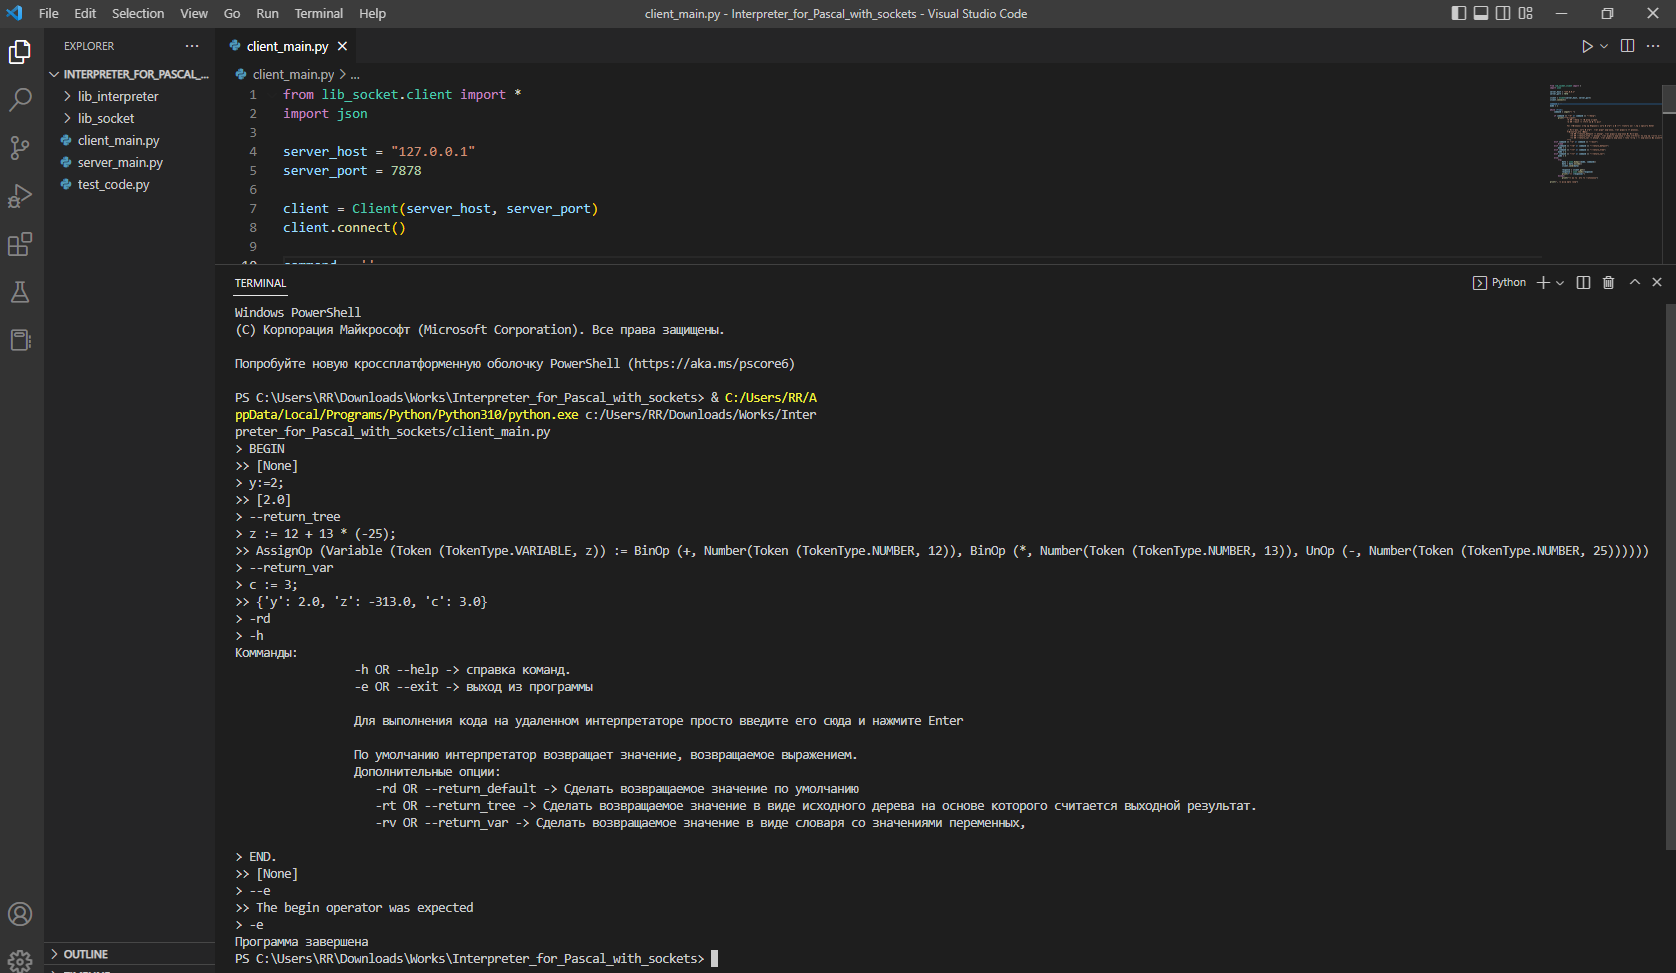 File Edit Selection View Go Run Terminal Help
client_main.py - Interpreter_for_Pascal_with_sockets - Visual Studio Code
EXPLORER
INTERPRETER_FOR_PASCAL_...
lib_interpreter
lib_socket
client_main.py
server_main.py
test_code.py
OUTLINE
client_main.py
client_main.py > ...
1 from lib_socket.client import *
2 import json
3
4 server_host = "127.0.0.1"
5 server_port = 7878
6
7 client = Client(server_host, server_port)
8 client.connect()
9
TERMINAL
Python
Windows PowerShell
(C) Корпорация Майкрософт (Microsoft Corporation). Все права защищены.
Попробуйте новую кроссплатформенную оболочку PowerShell (https://aka.ms/pscore6)
PS C:\Users\RR\Downloads\Works\Interpreter_for_Pascal_with_sockets> & C:/Users/RR/A
ppData/Local/Programs/Python/Python310/python.exe c:/Users/RR/Downloads/Works/Inter
preter_for_Pascal_with_sockets/client_main.py
> BEGIN
>> [None]
> y:=2;
>> [2.0]
> --return_tree
> z := 12 + 13 * (-25);
>> AssignOp (Variable (Token (TokenType.VARIABLE, z)) := BinOp (+, Number(Token (TokenType.NUMBER, 12)), BinOp (*, Number(Token (TokenType.NUMBER, 13)), UnOp (-, Number(Token (TokenType.NUMBER, 25))))))
> --return_var
> c := 3;
>> {'y': 2.0, 'z': -313.0, 'c': 3.0}
> -rd
> -h
Комманды:
-h OR --help -> справка команд.
-e OR --exit -> выход из программы
Для выполнения кода на удаленном интерпретаторе просто введите его сюда и нажмите Enter
По умолчанию интерпретатор возвращает значение, возвращаемое выражением.
Дополнительные опции:
-rd OR --return_default -> Сделать возвращаемое значение по умолчанию
-rt OR --return_tree -> Сделать возвращаемое значение в виде исходного дерева на основе которого считается выходной результат.
-rv OR --return_var -> Сделать возвращаемое значение в виде словаря со значениями переменных,
> END.
>> [None]
> --e
>> The begin operator was expected
> -e
Программа завершена
PS C:\Users\RR\Downloads\Works\Interpreter_for_Pascal_with_sockets>